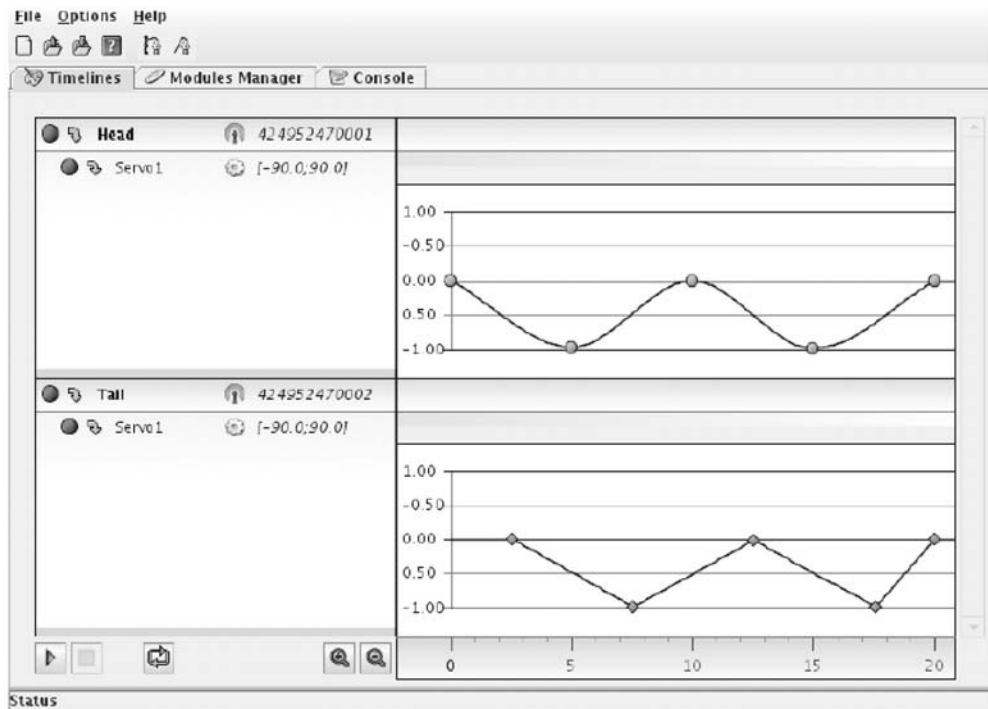 File Options Help
Timelines Modules Manager Console
Head 424952470001
Servo1 [-90.0;90.0]
1.00
-0.50
0.00
0.50
-1.00
Tail 424952470002
Servo1 [-90.0;90.0]
1.00
-0.50
0.00
0.50
-1.00
0 5 10 15 20
Status